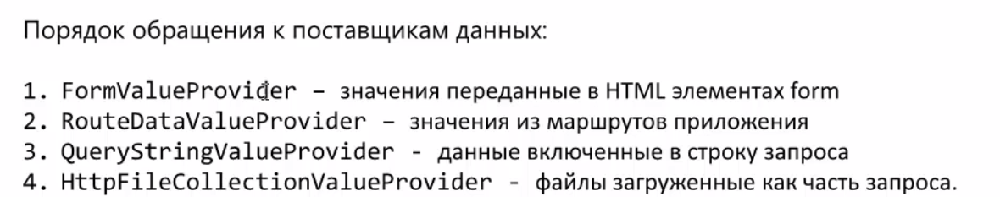 Порядок обращения к поставщикам данных:
1. FormValueProvider – значения переданные в HTML элементах form
2. RouteDataValueProvider – значения из маршрутов приложения
3. QueryStringValueProvider - данные включенные в строку запроса
4. HttpFileCollectionValueProvider - файлы загруженные как часть запроса.